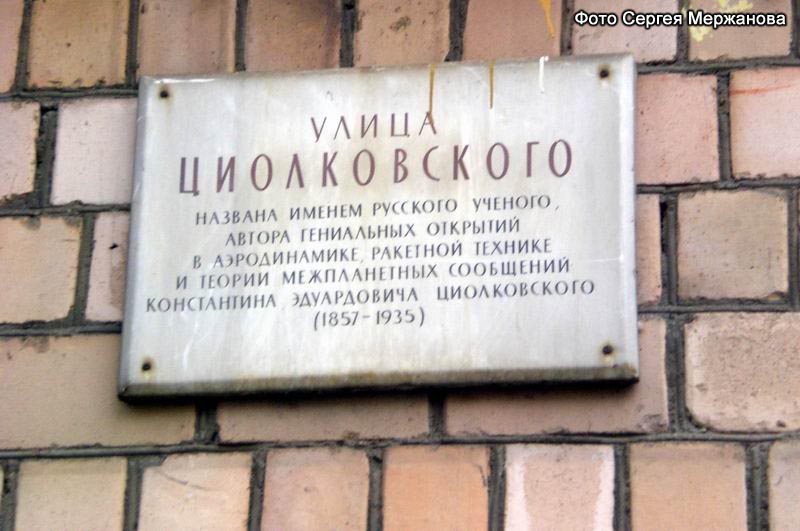 Фото Сергея Мержанова
УЛИЦА
ЦИОЛКОВСКОГО
НАЗВАНА ИМЕНЕМ РУССКОГО УЧЕНОГО,
АВТОРА ГЕНИАЛЬНЫХ ОТКРЫТИЙ
В АЭРОДИНАМИКЕ, РАКЕТНОЙ ТЕХНИКЕ
И ТЕОРИИ МЕЖПЛАНЕТНЫХ СООБЩЕНИЙ
КОНСТАНТИНА ЭДУАРДОВИЧА ЦИОЛКОВСКОГО
(1857-1935)